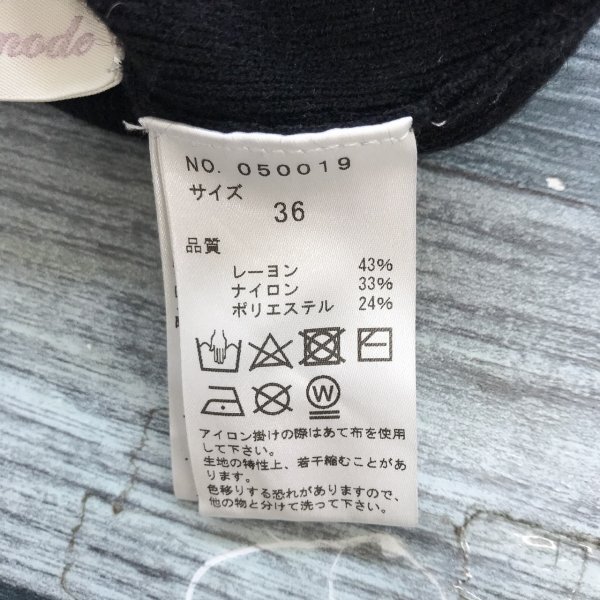 mode
NO. 050019
サイズ
36
品質
レーヨン 43%
ナイロン 33%
ポリエステル 24%
W
アイロン掛けの際はあて布を使用
して下さい。
生地の特性上、若干縮むことがあ
ります。
色移りする恐れがありますので、
他の物と分けて洗って下さい。